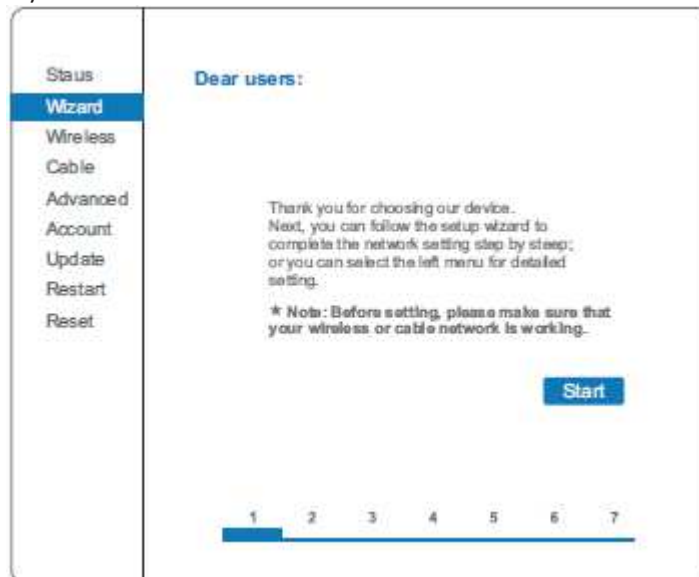 Staus
Wizard
Wireless
Cable
Advanced
Account
Update
Restart
Reset
Dear users:
Thank you for choosing our device.
Next, you can follow the setup wizard to
complete the network setting step by steep;
or you can select the left menu for detailed
setting.
* Note: Before setting, please make sure that
your wireless or cable network is working.
Start
1 2 3 4 5 6 7